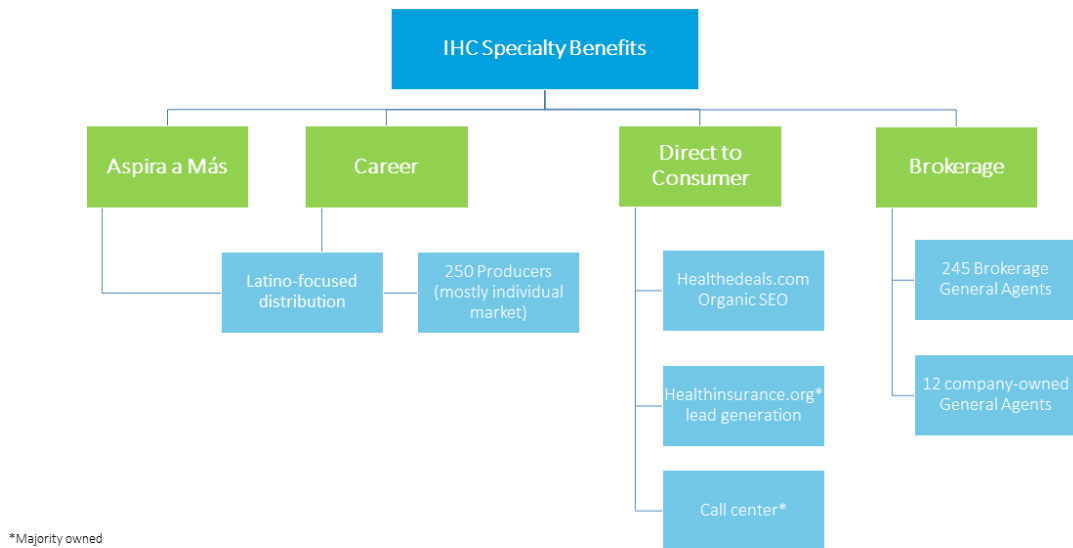 IHC Specialty Benefits
Aspira a Más
Career
Direct to
Consumer
Brokerage
Latino-focused
distribution
250 Producers
(mostly individual
market)
Healthedeals.com
Organic SEO
245 Brokerage
General Agents
Healthinsurance.org*
lead generation
12 company-owned
General Agents
Call center*
*Majority owned